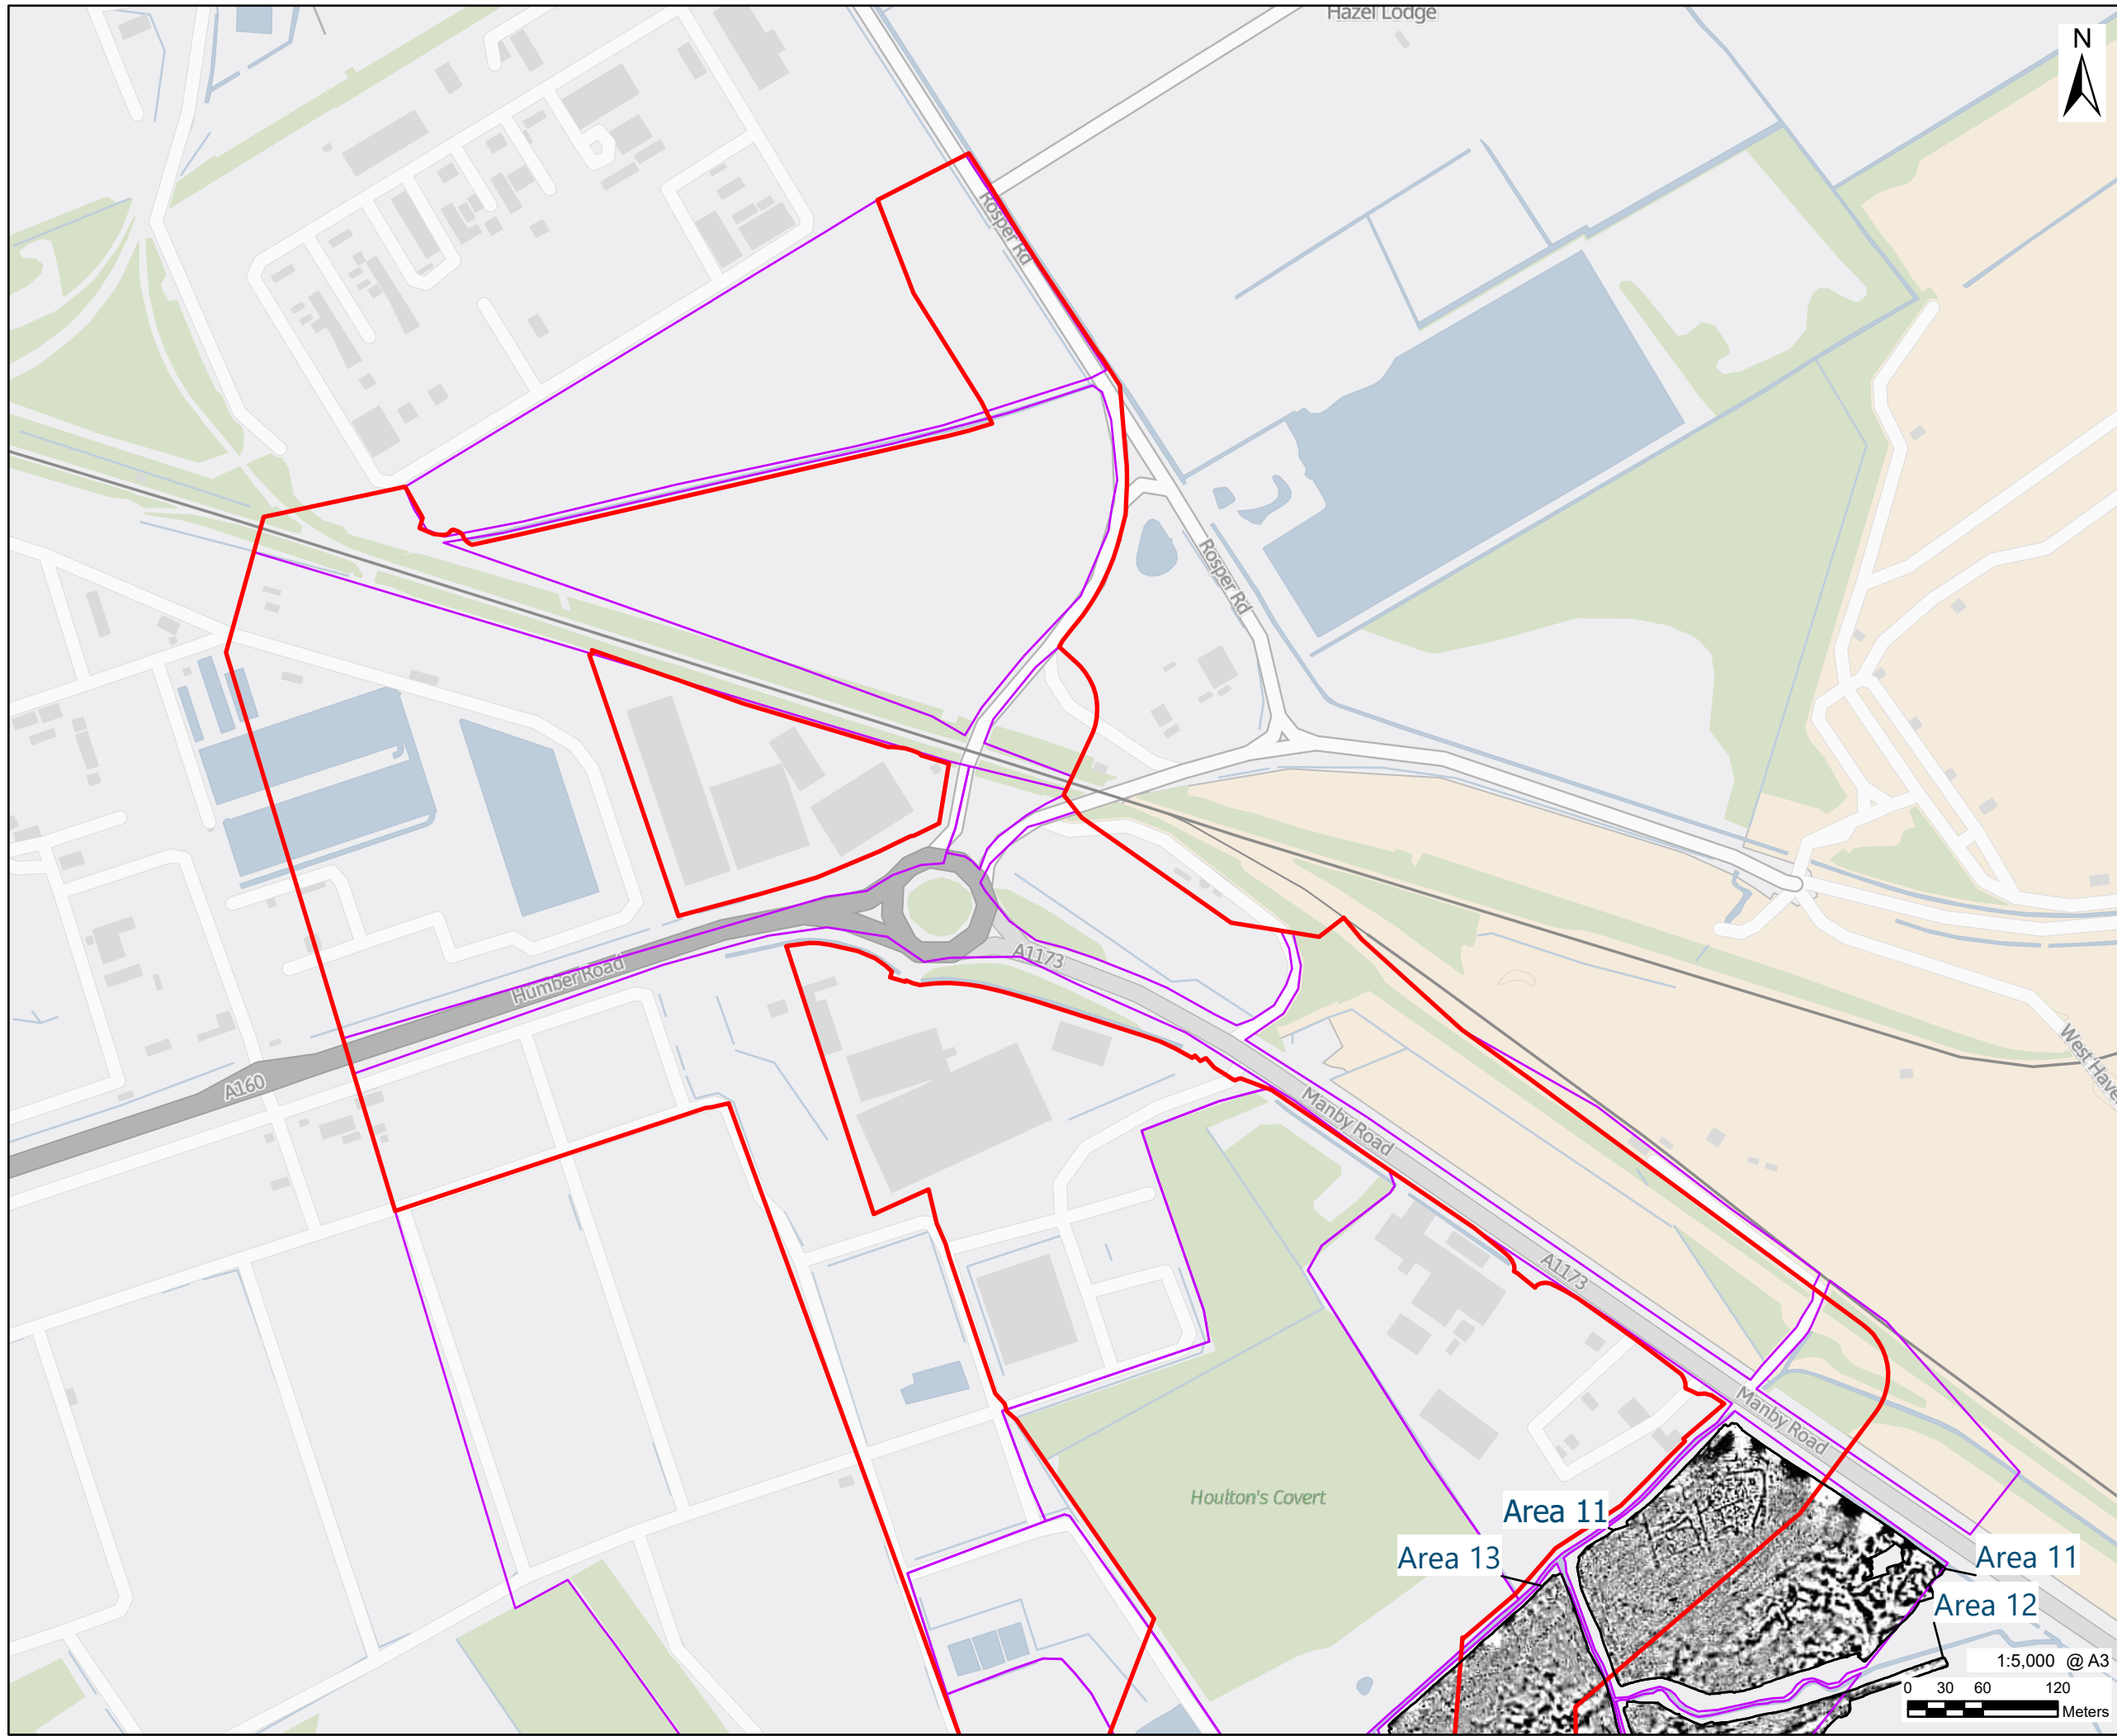 Hazel Lodge
N
Rosper Rd
Rosper Rd
A1173
Humber Road
West Haven
A160
Manby Road
A1173
Manby Road
Houlton's Covert
Area 11
Area 13
Area 11
Area 12
1:5,000 @ A3
0 30 60 120
Meters